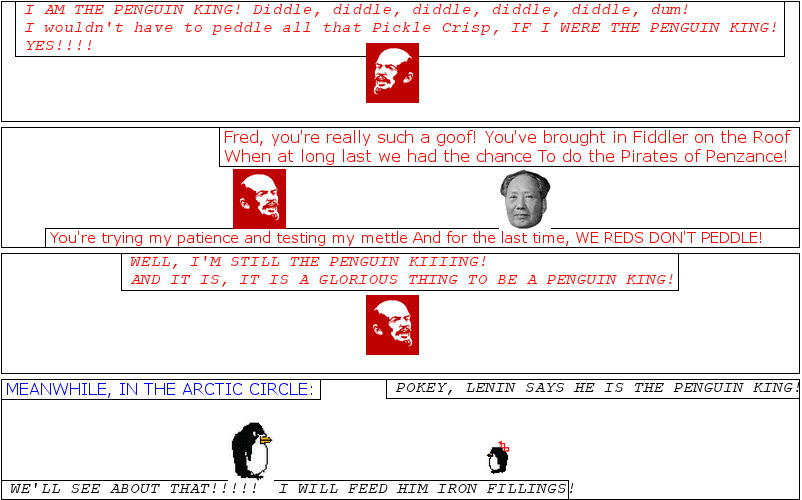 I AM THE PENGUIN KING! Diddle, diddle, diddle, diddle, diddle, dum!
I wouldn't have to peddle all that Pickle Crisp, IF I WERE THE PENGUIN KING!
YES!!!!
Fred, you're really such a goof! You've brought in Fiddler on the Roof
When at long last we had the chance To do the Pirates of Penzance!
You're trying my patience and testing my mettle And for the last time, WE REDS DON'T PEDDLE!
WELL, I'M STILL THE PENGUIN KIIIING!
AND IT IS, IT IS A GLORIOUS THING TO BE A PENGUIN KING!
MEANWHILE, IN THE ARCTIC CIRCLE:
POKEY, LENIN SAYS HE IS THE PENGUIN KING!
WE'LL SEE ABOUT THAT!!!!! I WILL FEED HIM IRON FILLINGS!